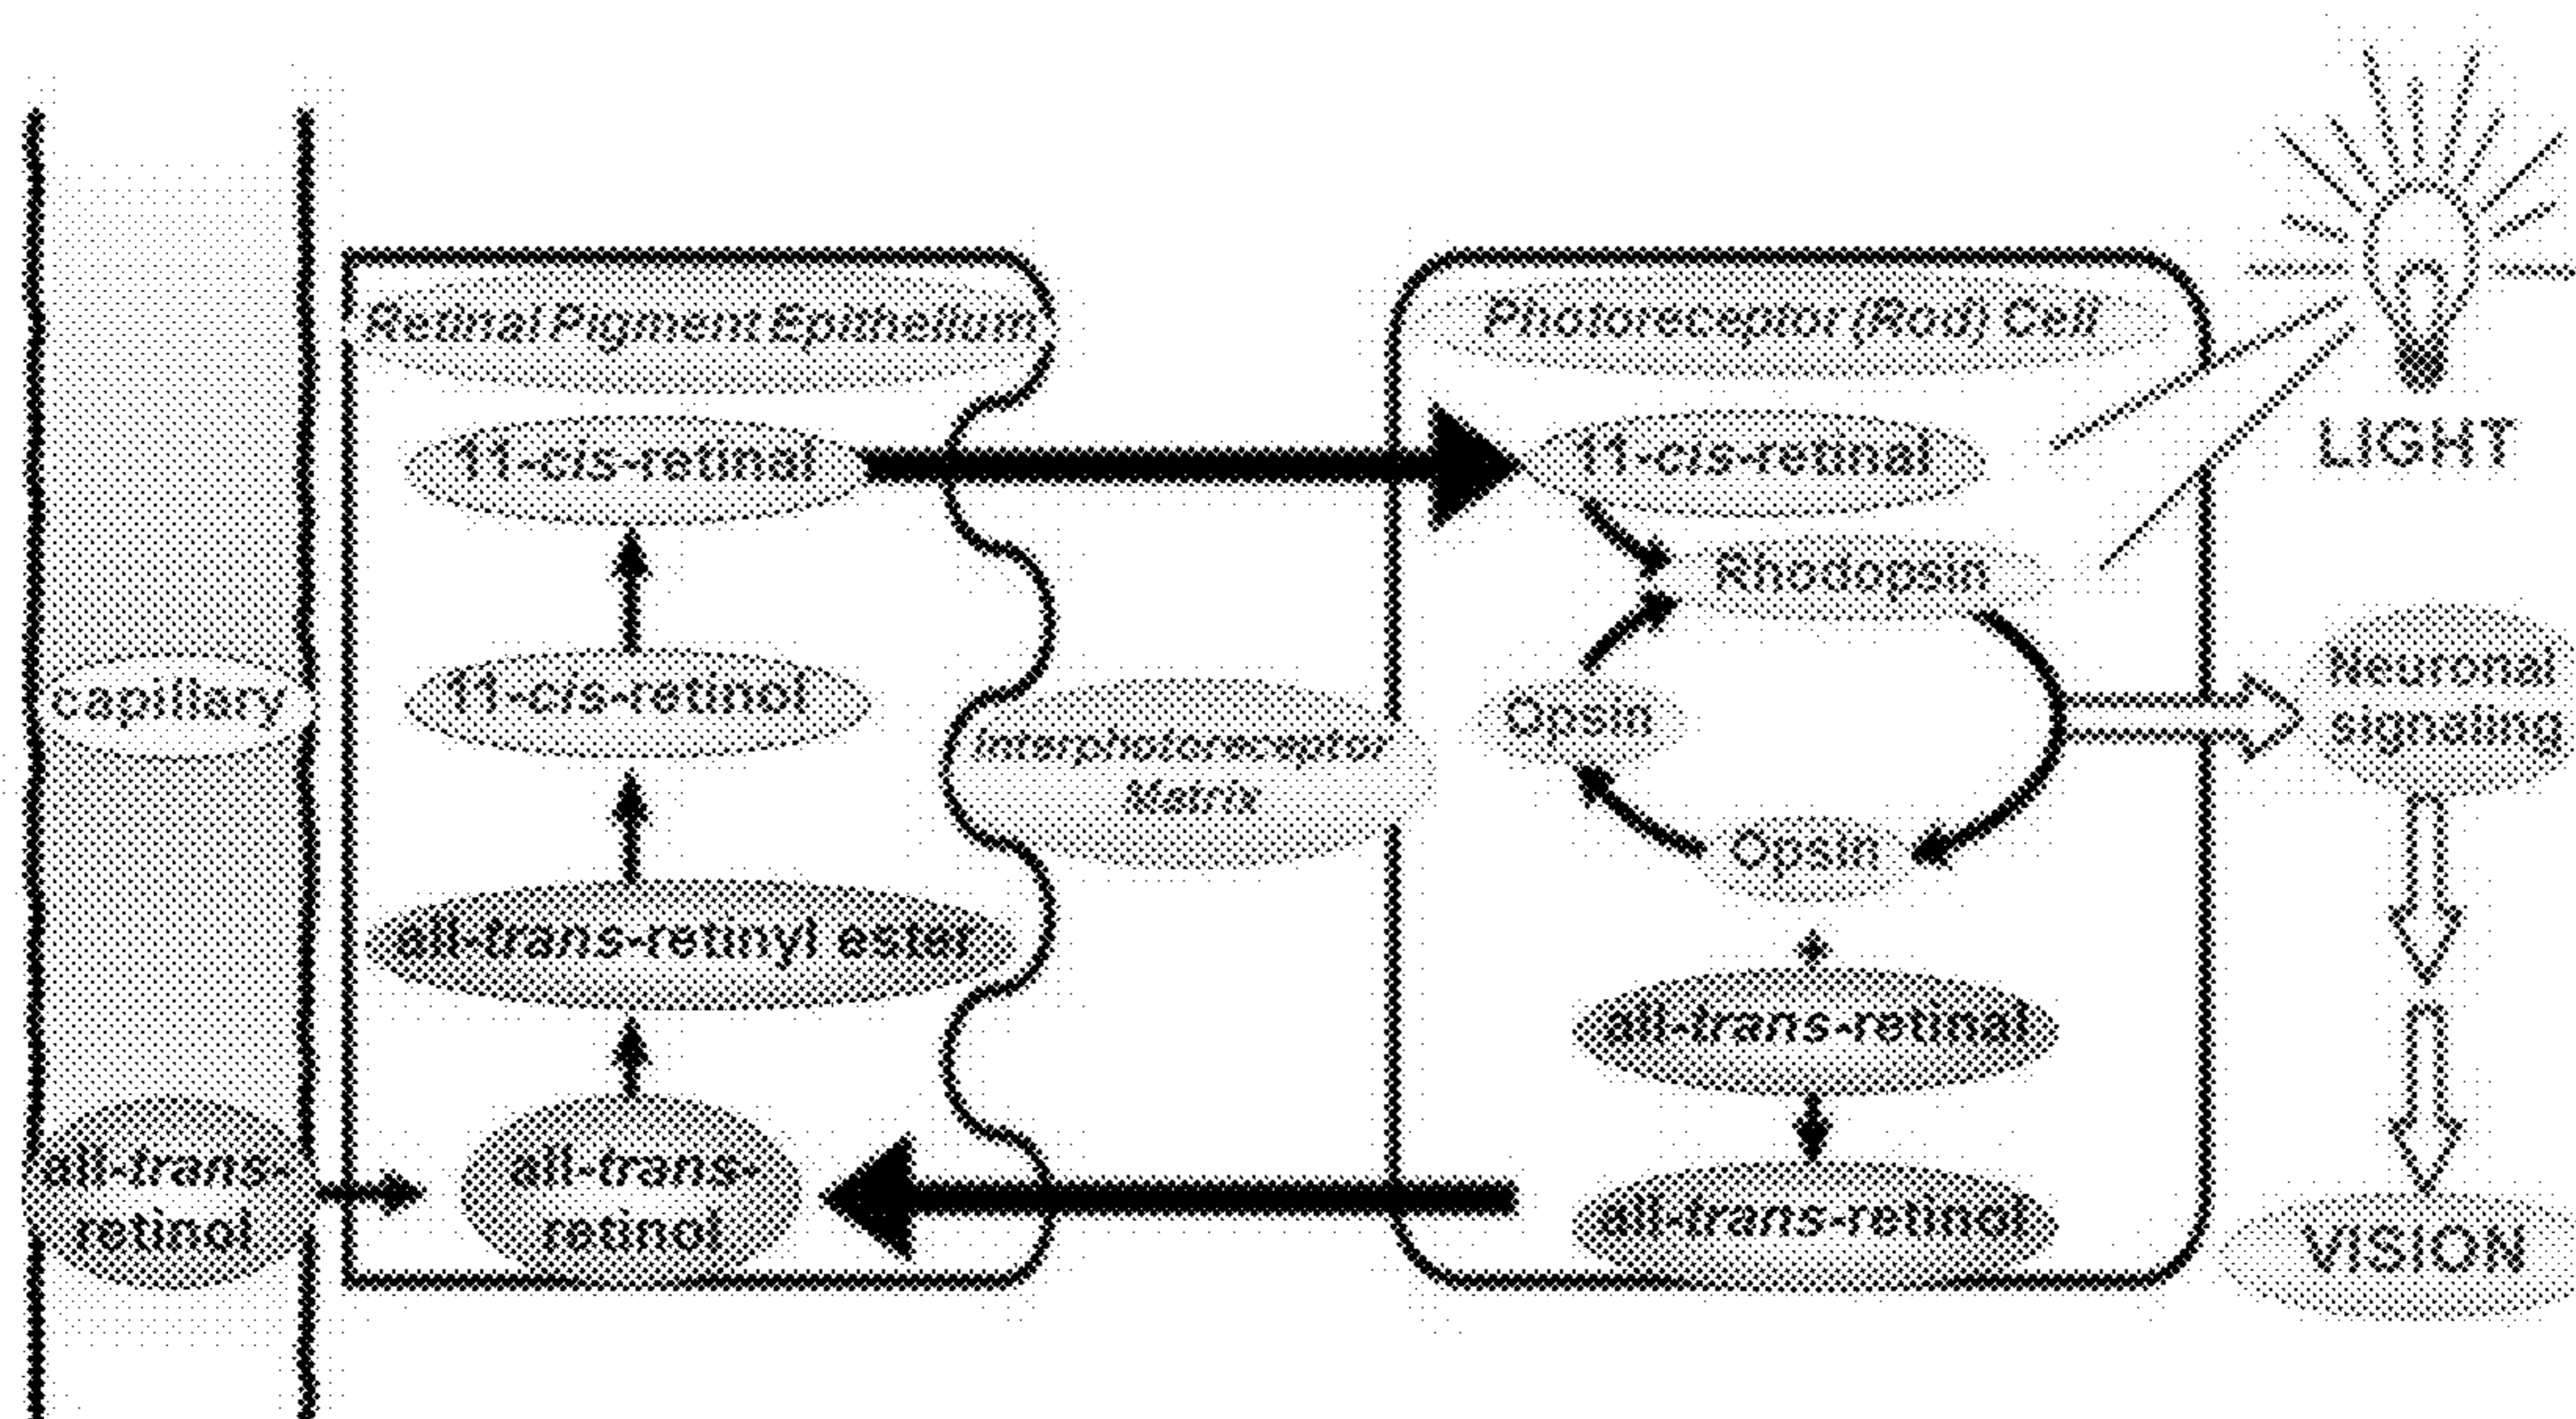 Retinal Pigment Epithelium
Photoreceptor (Rod) Cell
11-cis-retinal
11-cis-retinal
LIGHT
Rhodopsin
capillary
11-cis-retinol
Interphotoreceptor
Matrix
Opsin
Neuronal
signaling
Opsin
all-trans-retinyl ester
all-trans-retinal
all-trans-
retinol
all-trans-
retinol
all-trans-retinol
VISION